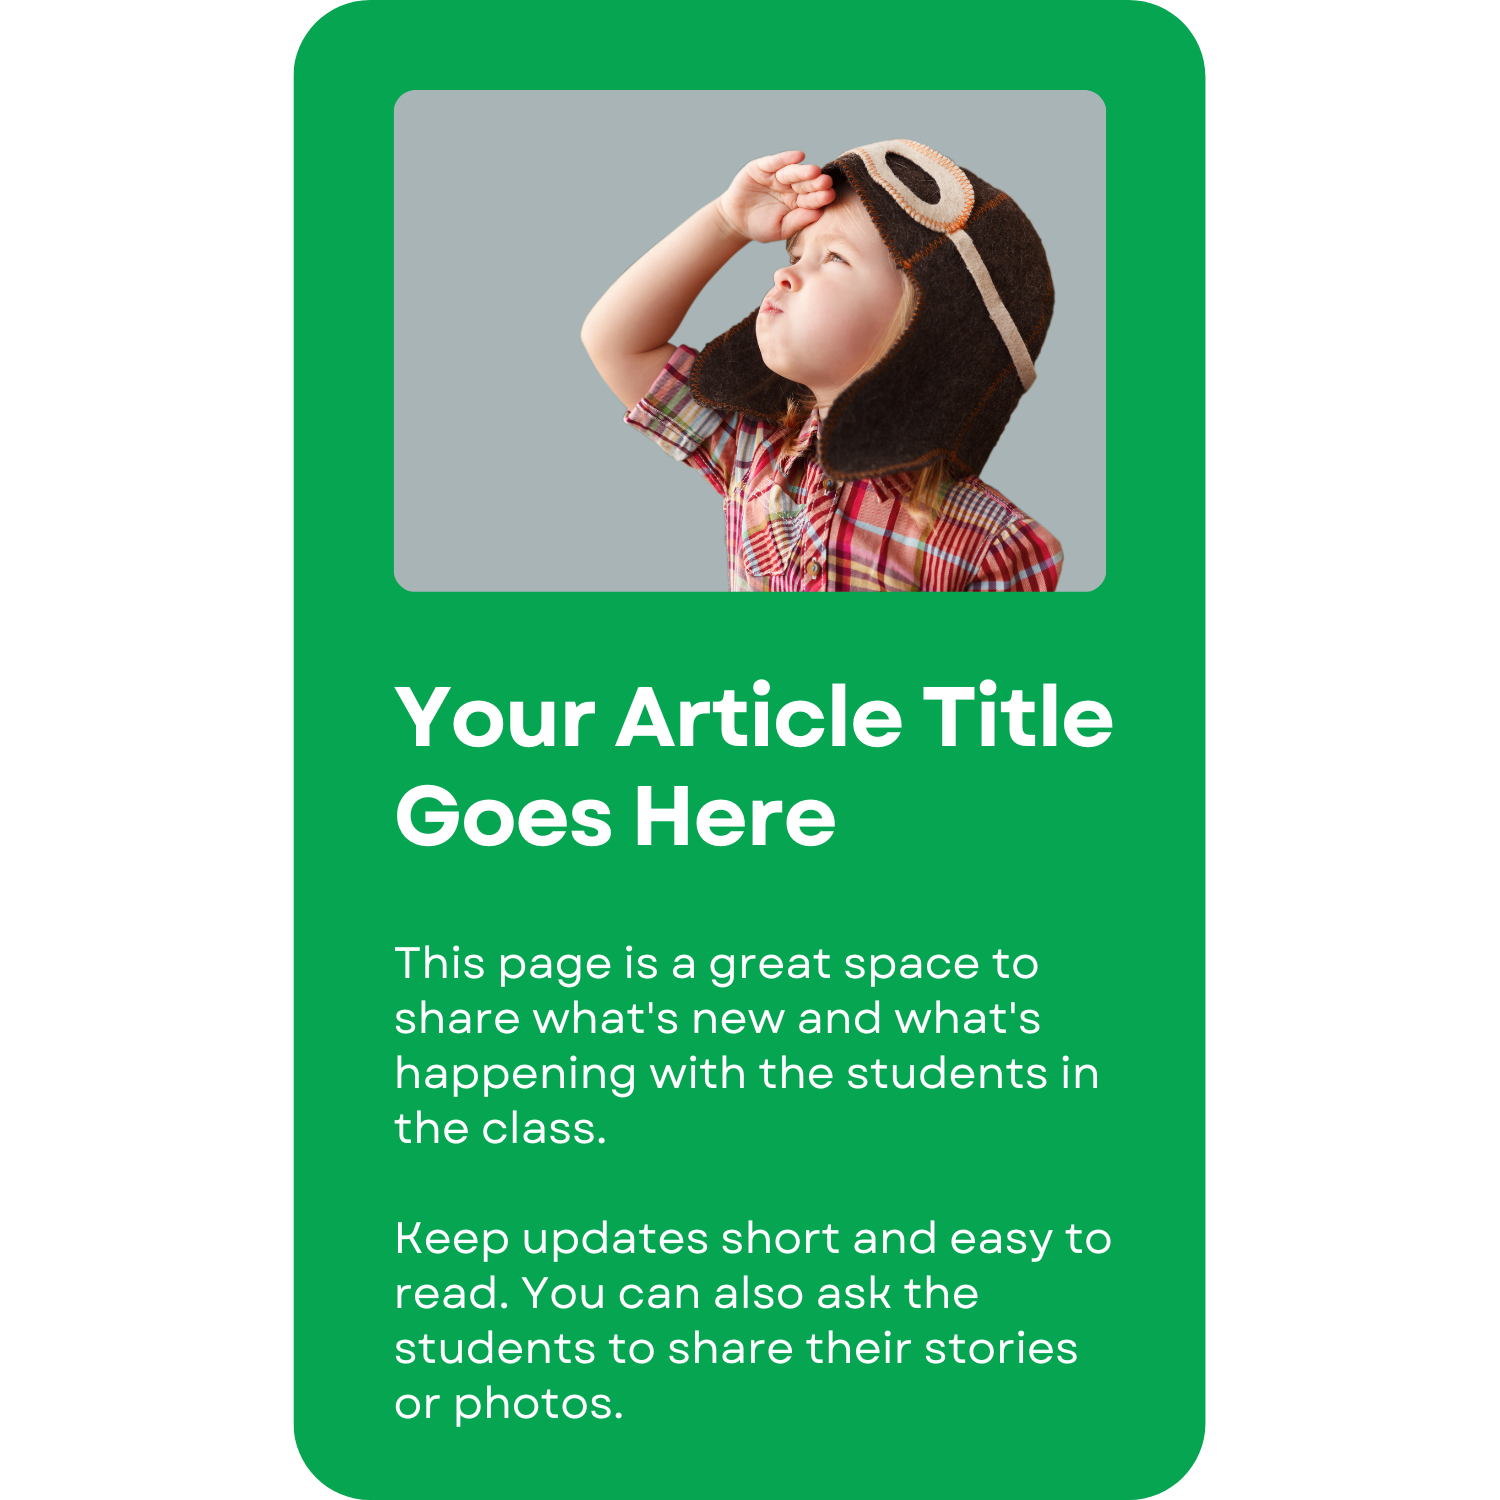 Your Article Title
Goes Here
This page is a great space to
share what's new and what's
happening with the students in
the class.
Keep updates short and easy to
read. You can also ask the
students to share their stories
or photos.